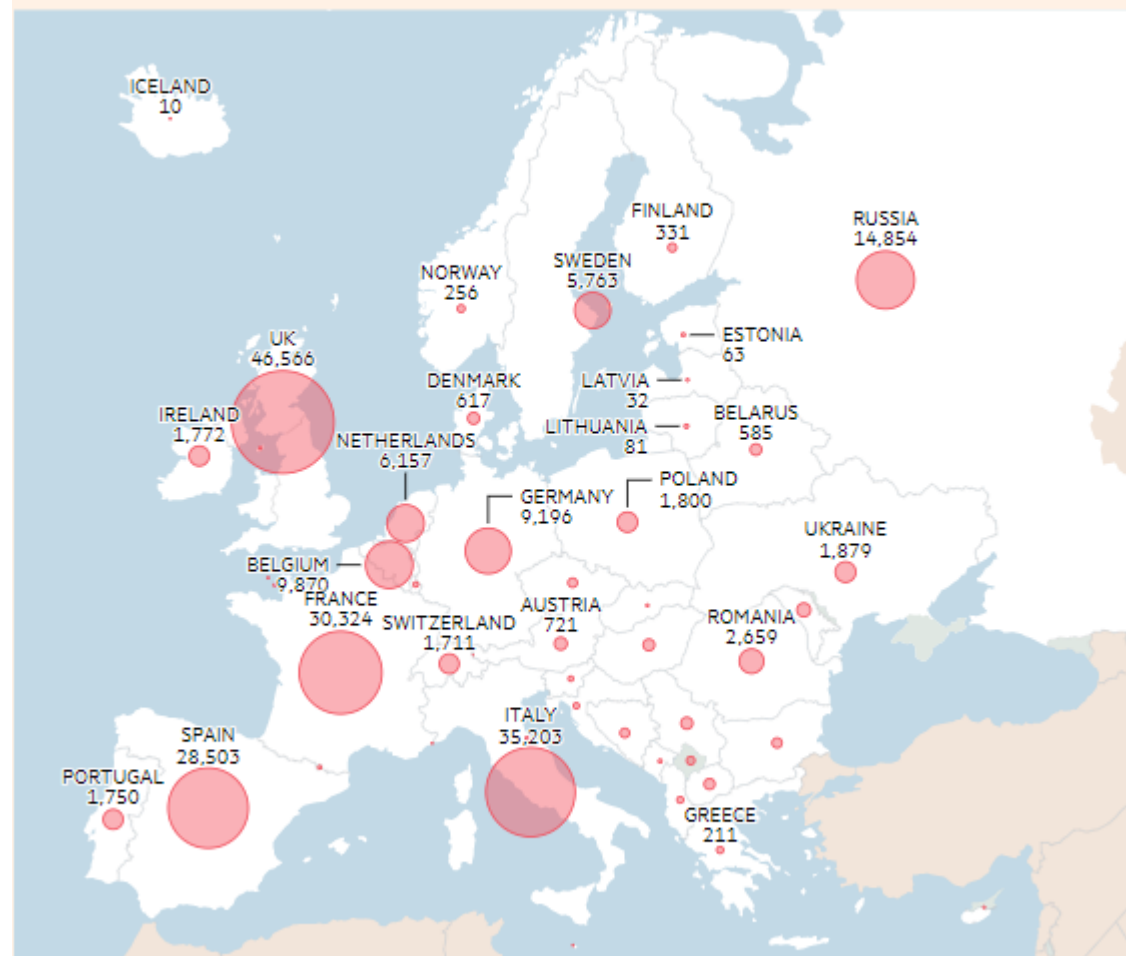 ICELAND
10
FINLAND
331
RUSSIA
14,854
SWEDEN
5,763
NORWAY
256
UK
46,566
ESTONIA
63
DENMARK
617
LATVIA
32
IRELAND
1,772
BELARUS
585
LITHUANIA
81
NETHERLANDS
6,157
POLAND
1,800
GERMANY
9,196
UKRAINE
1,879
BELGIUM
9,870
FRANCE
30,324
AUSTRIA
721
SWITZERLAND
1,711
ROMANIA
2,659
ITALY
35,203
SPAIN
28,503
PORTUGAL
1,750
GREECE
211